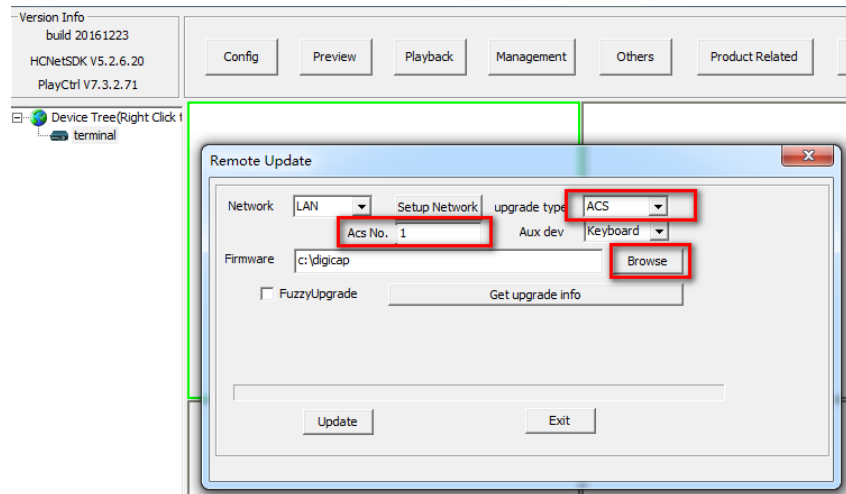 Version Info
build 20161223
HCNetSDK V5.2.6.20
PlayCtrl V7.3.2.71
Config Preview Playback Management Others Product Related
Device Tree(Right Click
terminal
Remote Update
Network LAN Setup Network upgrade type ACS
Acs No. 1 Aux dev Keyboard
Firmware c:\digicap Browse
FuzzyUpgrade Get upgrade info
Update Exit